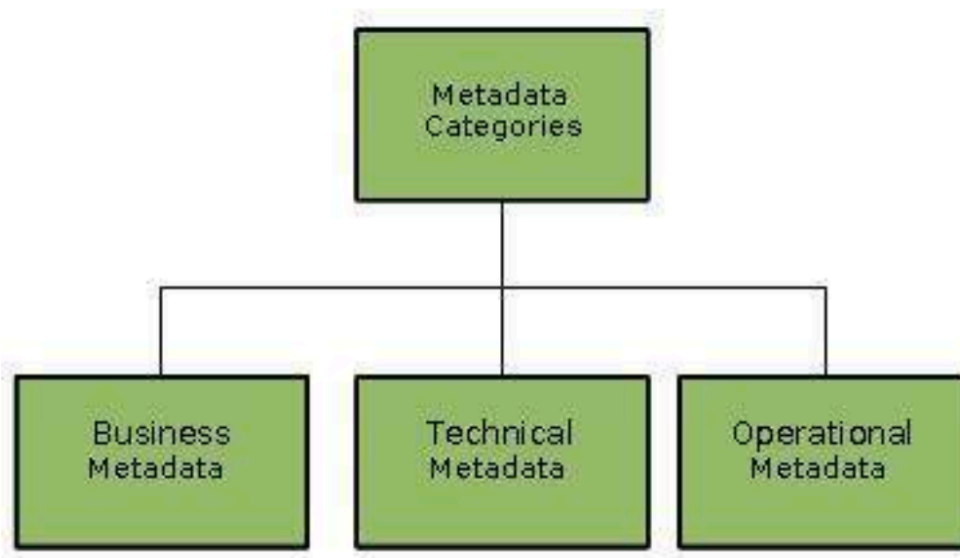 Metadata
Categories
Business
Metadata
Technical
Metadata
Operational
Metadata